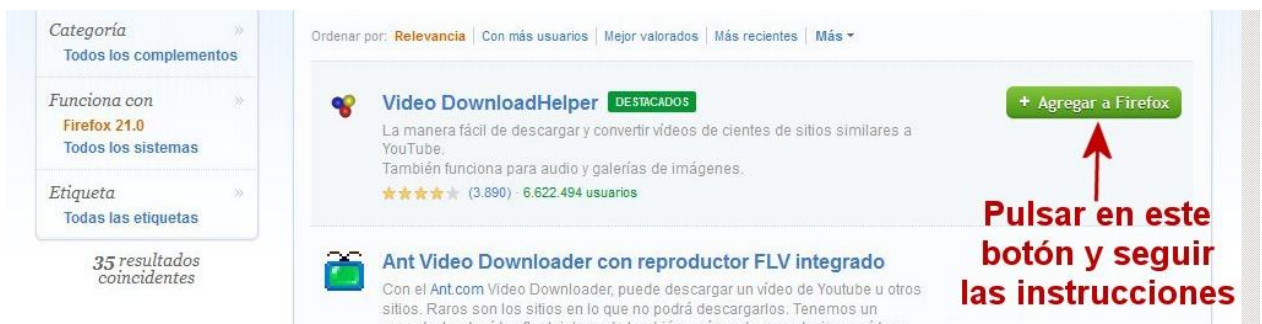 Categoría »
Todos los complementos
Funciona con »
Firefox 21.0
Todos los sistemas
Etiqueta »
Todas las etiquetas
35 resultados
coincidentes
Ordenar por: Relevancia | Con más usuarios | Mejor valorados | Más recientes | Más
Video DownloadHelper DESTACADOS
+ Agregar a Firefox
La manera fácil de descargar y convertir vídeos de cientes de sitios similares a
YouTube.
También funciona para audio y galerías de imágenes.
(3.890) · 6.622.494 usuarios
Pulsar en este
botón y seguir
las instrucciones
Ant Video Downloader con reproductor FLV integrado
Con el Ant.com Video Downloader, puede descargar un vídeo de Youtube u otros
sitios. Raros son los sitios en lo que no podrá descargarlos. Tenemos un